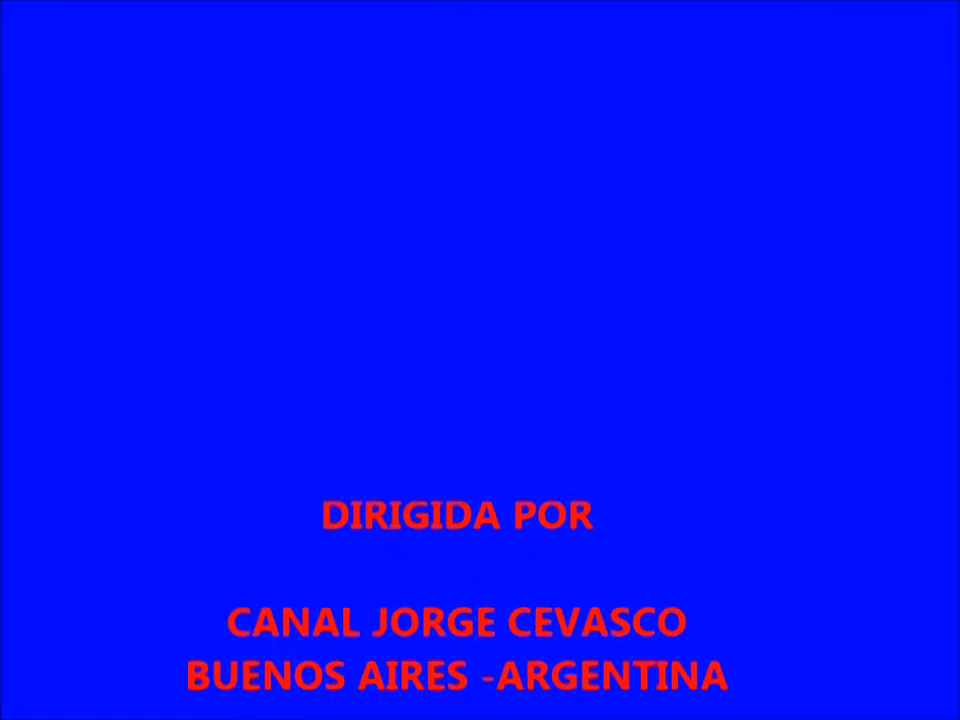 DIRIGIDA POR
CANAL JORGE CEVASCO
BUENOS AIRES -ARGENTINA